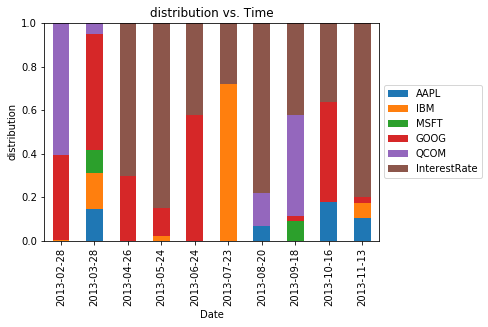 distribution vs. Time
distribution
1.0
0.8
0.6
0.4
0.2
0.0
2013-02-28
2013-03-28
2013-04-26
2013-05-24
2013-06-24
2013-07-23
2013-08-20
2013-09-18
2013-10-16
2013-11-13
Date
AAPL
IBM
MSFT
GOOG
QCOM
InterestRate